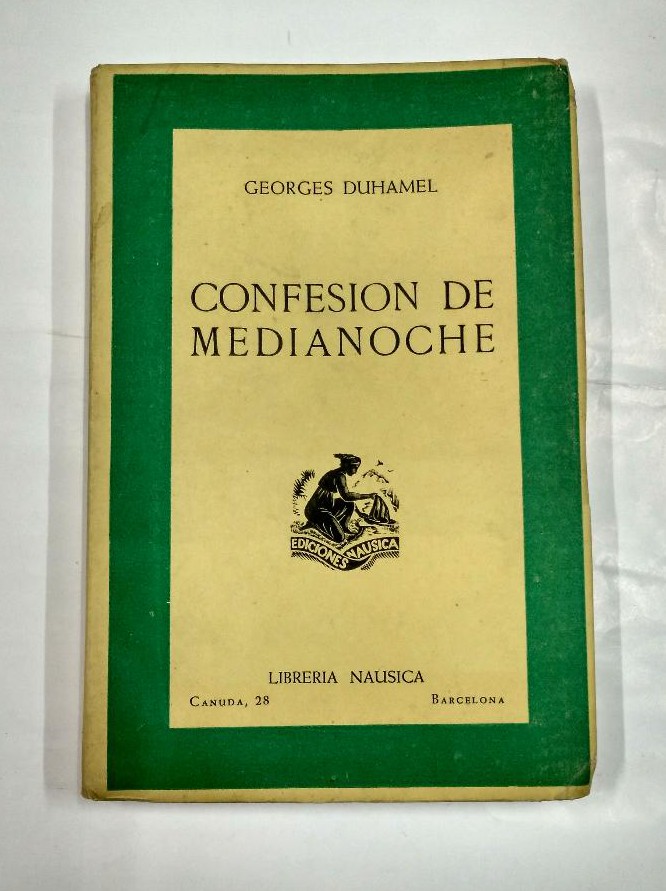 GEORGES DUHAMEL
CONFESION DE
MEDIANOCHE
EDICIONES NAUSICA
LIBRERIA NAUSICA
CANUDA, 28 BARCELONA